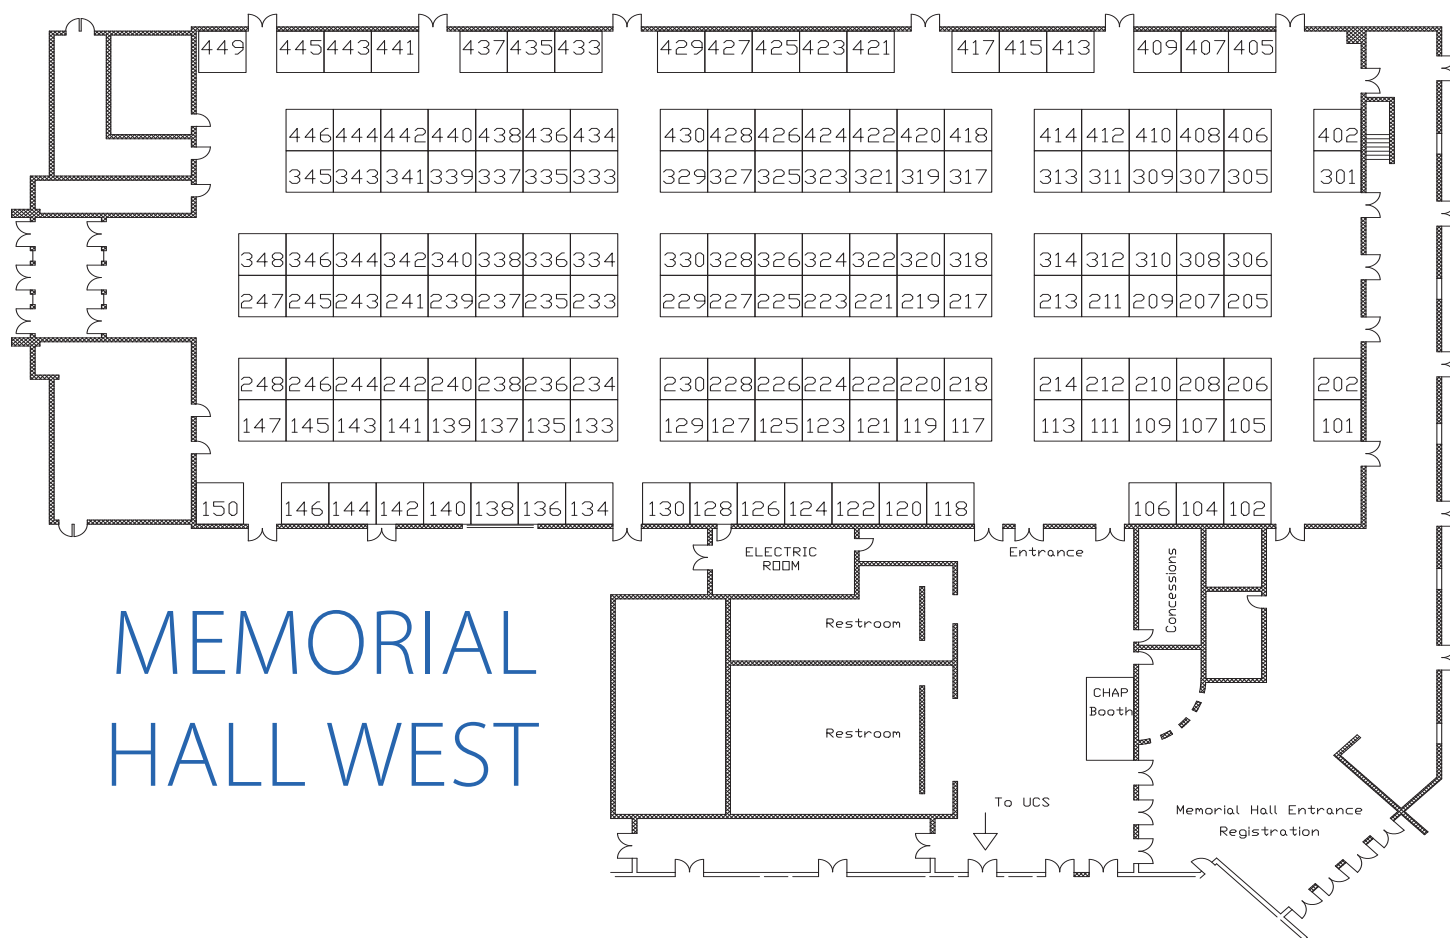 449 445 443 441 437 435 433 429 427 425 423 421 417 415 413 409 407 405
446 444 442 440 438 436 434 430 428 426 424 422 420 418 414 412 410 408 406 402
345 343 341 339 337 335 333 329 327 325 323 321 319 317 313 311 309 307 305 301
348 346 344 342 340 338 336 334 330 328 326 324 322 320 318 314 312 310 308 306
247 245 243 241 239 237 235 233 229 227 225 223 221 219 217 213 211 209 207 205
248 246 244 242 240 238 236 234 230 228 226 224 222 220 218 214 212 210 208 206 202
147 145 143 141 139 137 135 133 129 127 125 123 121 119 117 113 111 109 107 105 101
150 146 144 142 140 138 136 134 130 128 126 124 122 120 118 106 104 102
ELECTRIC
ROOM
Entrance
Concessions
Restroom
MEMORIAL
HALL WEST
CHAP
Booth
Restroom
To UCS
Memorial Hall Entrance
Registration